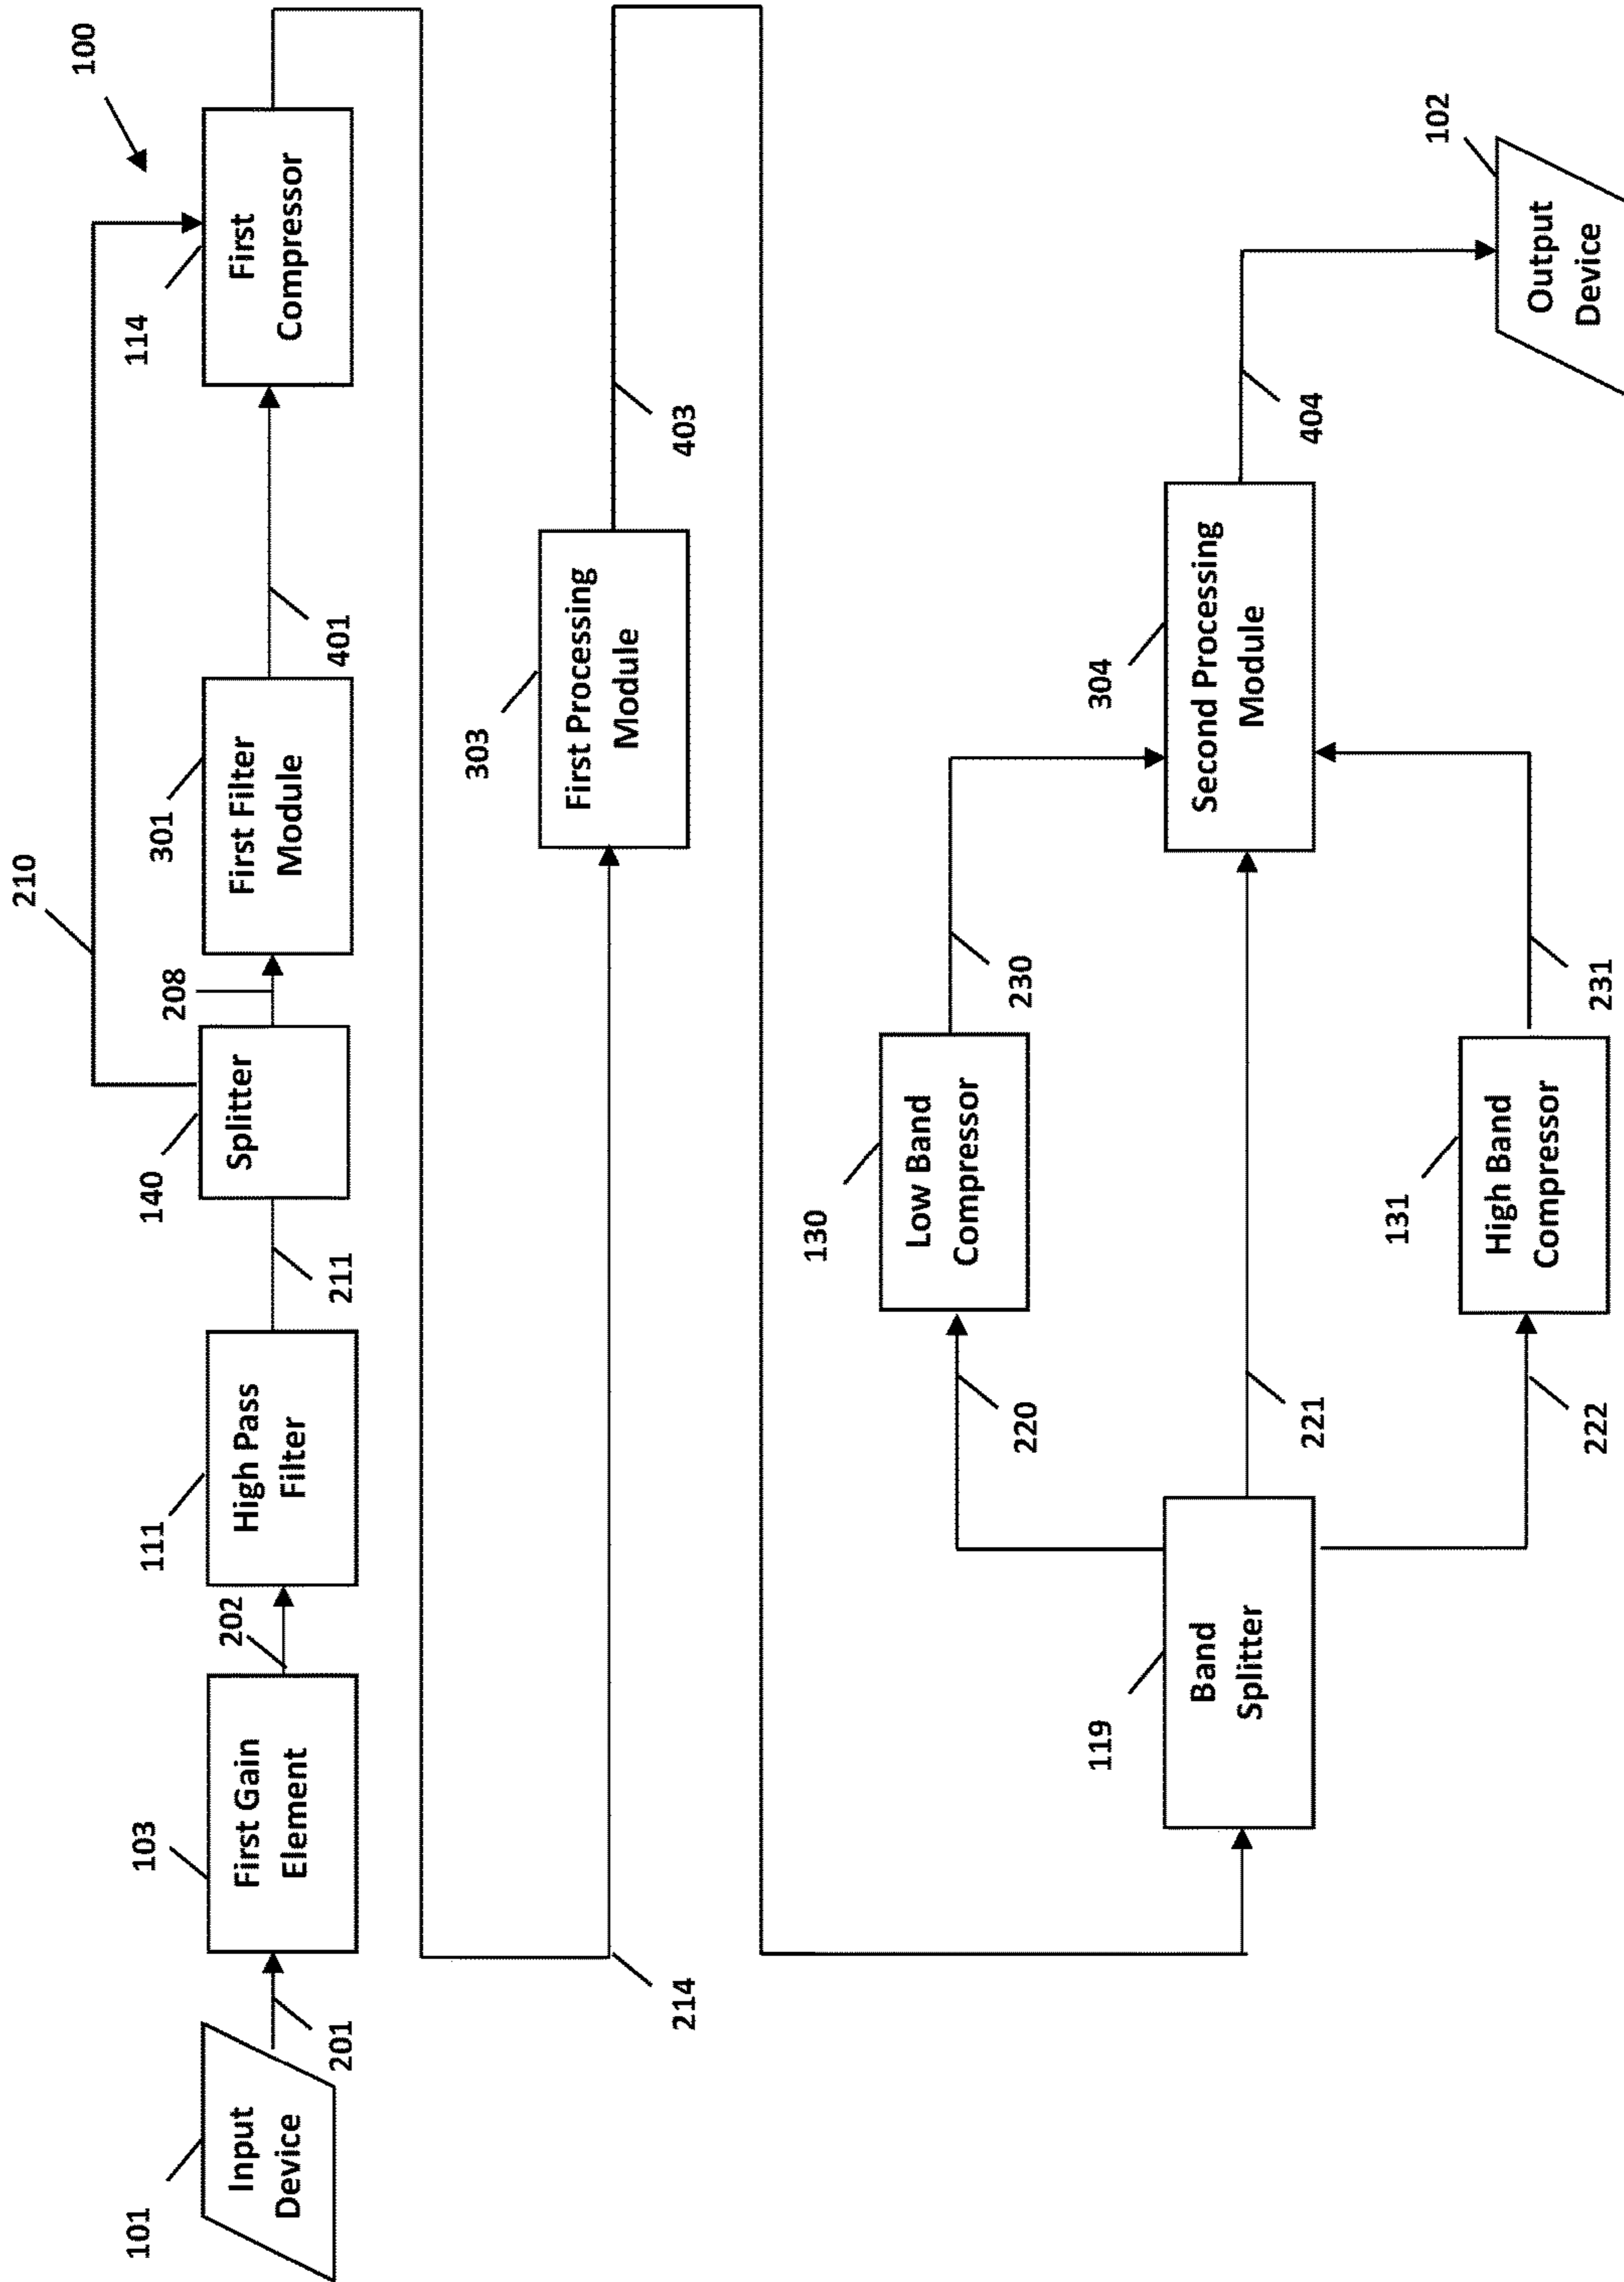 100
101
Input
Device
201
103
First Gain
Element
202
111
High Pass
Filter
211
140
Splitter
208
210
301
First Filter
Module
401
114
First
Compressor
214
303
First Processing
Module
403
119
Band
Splitter
220
221
222
130
Low Band
Compressor
230
131
High Band
Compressor
231
304
Second Processing
Module
404
102
Output
Device